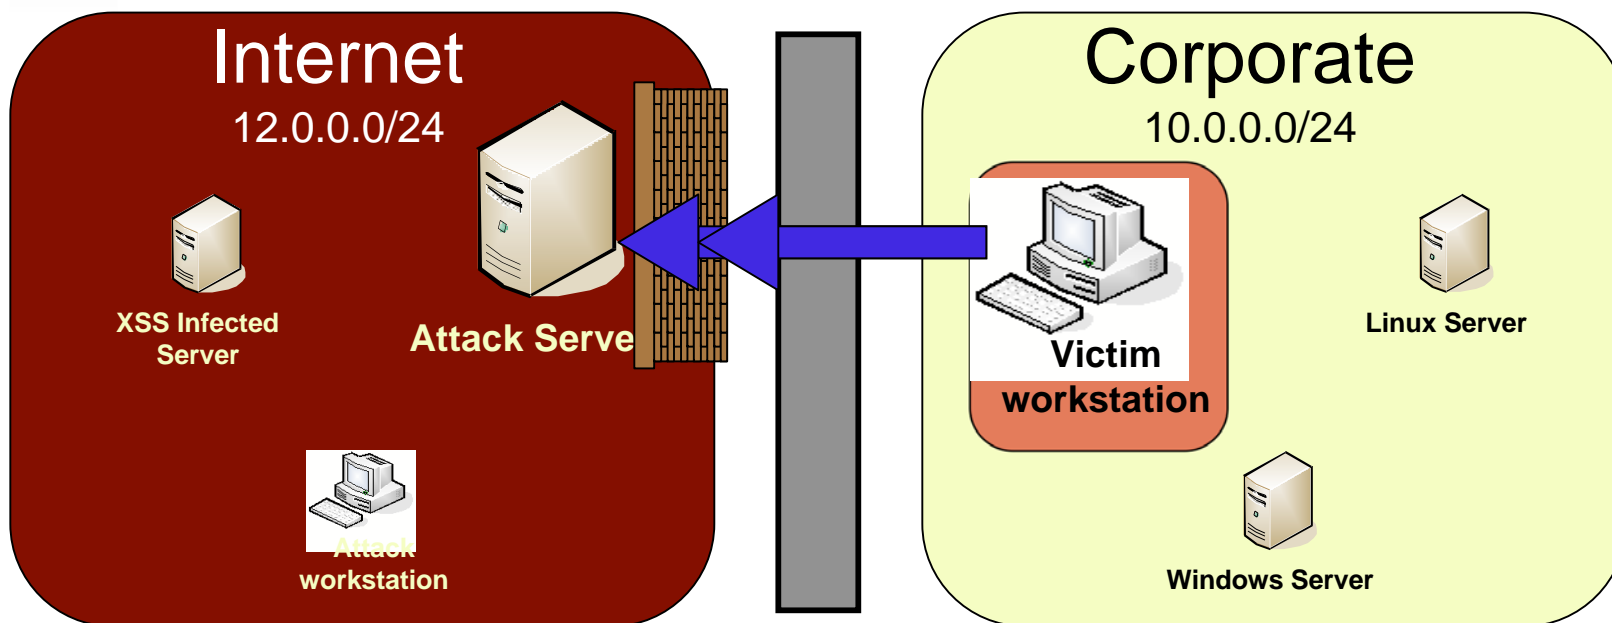 Internet
12.0.0.0/24
Corporate
10.0.0.0/24
XSS Infected
Server
Attack Serve
Attack
workstation
Victim
workstation
Linux Server
Windows Server